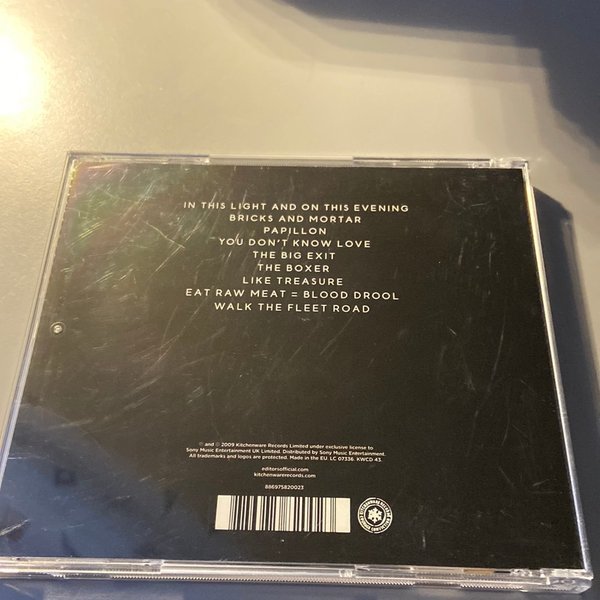 IN THIS LIGHT AND ON THIS EVENING
BRICKS AND MORTAR
PAPILLON
YOU DON'T KNOW LOVE
THE BIG EXIT
THE BOXER
LIKE TREASURE
EAT RAW MEAT = BLOOD DROOL
WALK THE FLEET ROAD
℗ and © 2009 Kitchenware Records Limited under exclusive license to
Sony Music Entertainment UK Limited. Distributed by Sony Music Entertainment.
All trademarks and logos are protected. Made in the EU. LC 07336. KWCD 43.
editorsofficial.com
kitchenwarerecords.com
886975820023